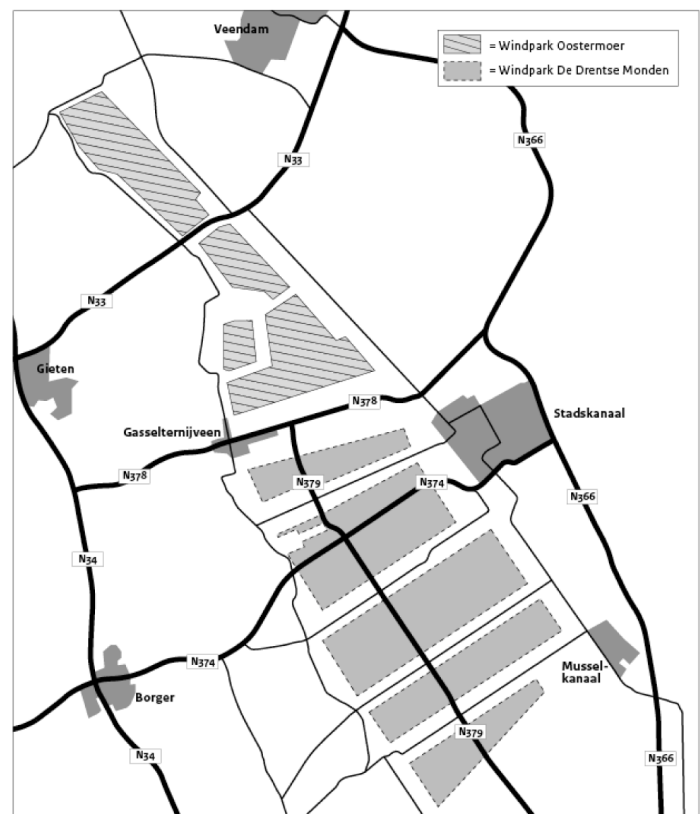 Veendam
= Windpark Oostermoer
= Windpark De Drentse Monden
N366
N33
N33
Gieten
N378
Stadskanaal
Gasselternijveen
N378
N379
N374
N366
N34
N374
Mussel-
kanaal
Borger
N379
N34
N366